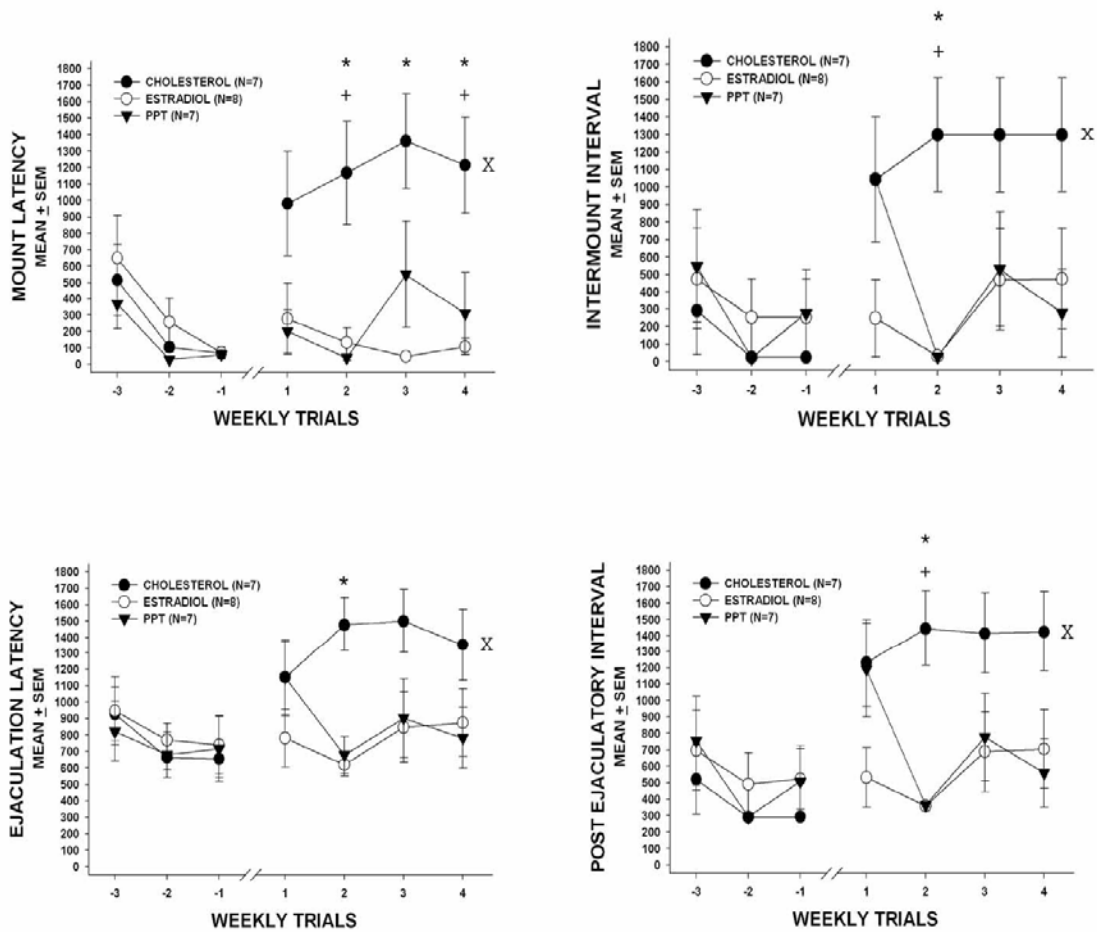 *
* * *
+ +
1800
1700
1600
1500
1400
1300
1200
1100
1000
900
800
700
600
500
400
300
200
100
0
CHOLESTEROL (N=7)
ESTRADIOL (N=8)
PPT (N=7)
X
MOUNT LATENCY
MEAN ± SEM
-3 -2 -1 1 2 3 4
WEEKLY TRIALS
*
+
1800
1700
1600
1500
1400
1300
1200
1100
1000
900
800
700
600
500
400
300
200
100
0
CHOLESTEROL (N=7)
ESTRADIOL (N=8)
PPT (N=7)
X
INTERMOUNT INTERVAL
MEAN ± SEM
-3 -2 -1 1 2 3 4
WEEKLY TRIALS
*
1800
1700
1600
1500
1400
1300
1200
1100
1000
900
800
700
600
500
400
300
200
100
0
CHOLESTEROL (N=7)
ESTRADIOL (N=8)
PPT (N=7)
X
EJACULATION LATENCY
MEAN ± SEM
-3 -2 -1 1 2 3 4
WEEKLY TRIALS
*
+
1800
1700
1600
1500
1400
1300
1200
1100
1000
900
800
700
600
500
400
300
200
100
0
CHOLESTEROL (N=7)
ESTRADIOL (N=8)
PPT (N=7)
X
POST EJACULATORY INTERVAL
MEAN ± SEM
-3 -2 -1 1 2 3 4
WEEKLY TRIALS